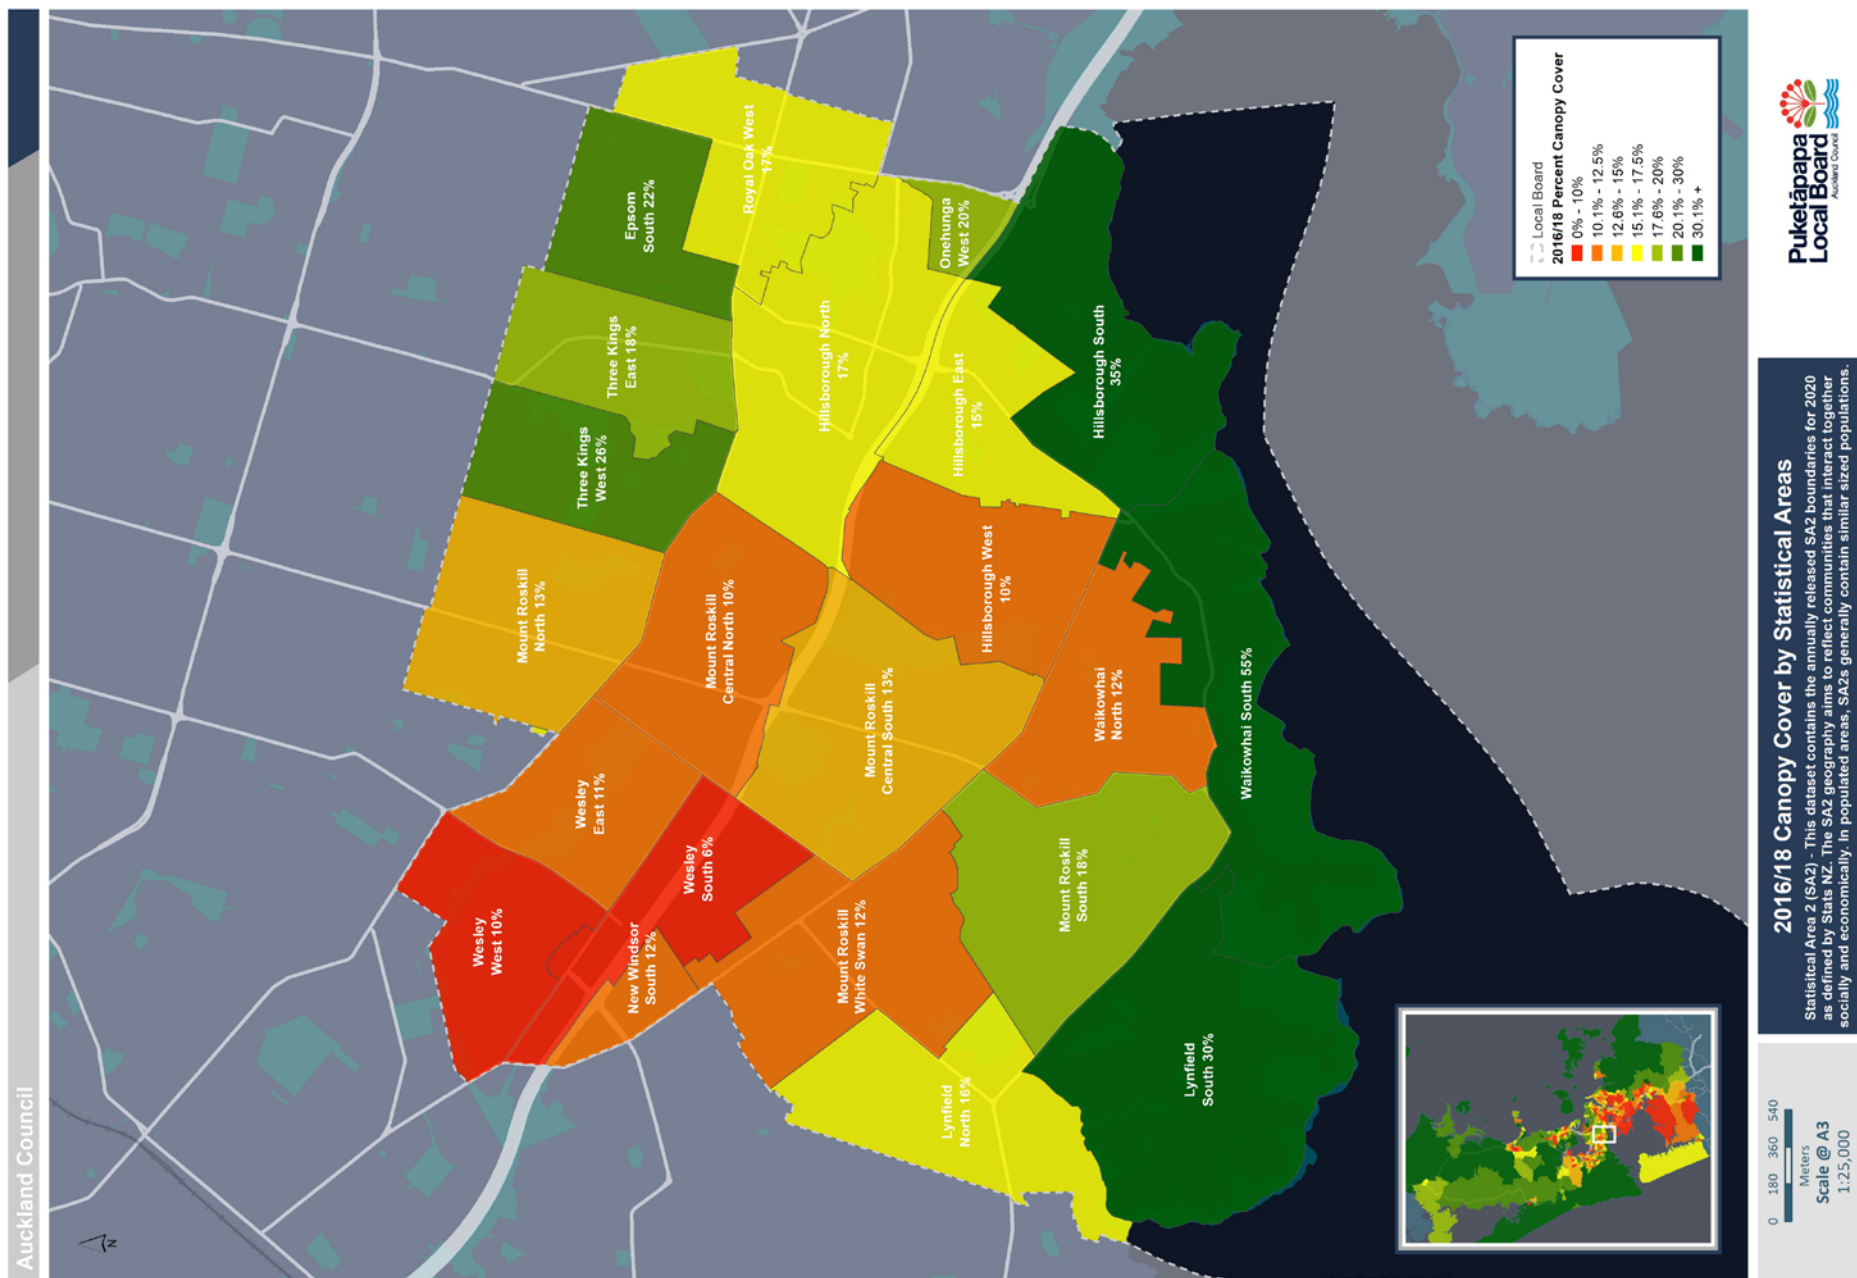 Auckland Council
Royal Oak West
17%
Epsom
South 22%
Onehunga
West 20%
Three Kings
East 18%
Hillsborough North
17%
Hillsborough East
15%
Hillsborough South
35%
Three Kings
West 26%
Mount Roskill
North 13%
Mount Roskill
Central North 10%
Hillsborough West
10%
Mount Roskill
Central South 13%
Waikowhai
North 12%
Waikowhai South 55%
Wesley
East 11%
Wesley
South 6%
Wesley
West 10%
New Windsor
South 12%
Mount Roskill
White Swan 12%
Mount Roskill
South 18%
Lynfield
North 16%
Lynfield
South 30%
N
Local Board
2016/18 Percent Canopy Cover
0% - 10%
10.1% - 12.5%
12.6% - 15%
15.1% - 17.5%
17.6% - 20%
20.1% - 30%
30.1% +
0 180 360 540
Meters
Scale @ A3
1:25,000
2016/18 Canopy Cover by Statistical Areas
Statisitcal Area 2 (SA2) - This dataset contains the annually released SA2 boundaries for 2020
as defined by Stats NZ. The SA2 geography aims to reflect communities that interact together
socially and economically. In populated areas, SA2s generally contain similar sized populations.
Puketāpapa
Local Board
Auckland Council